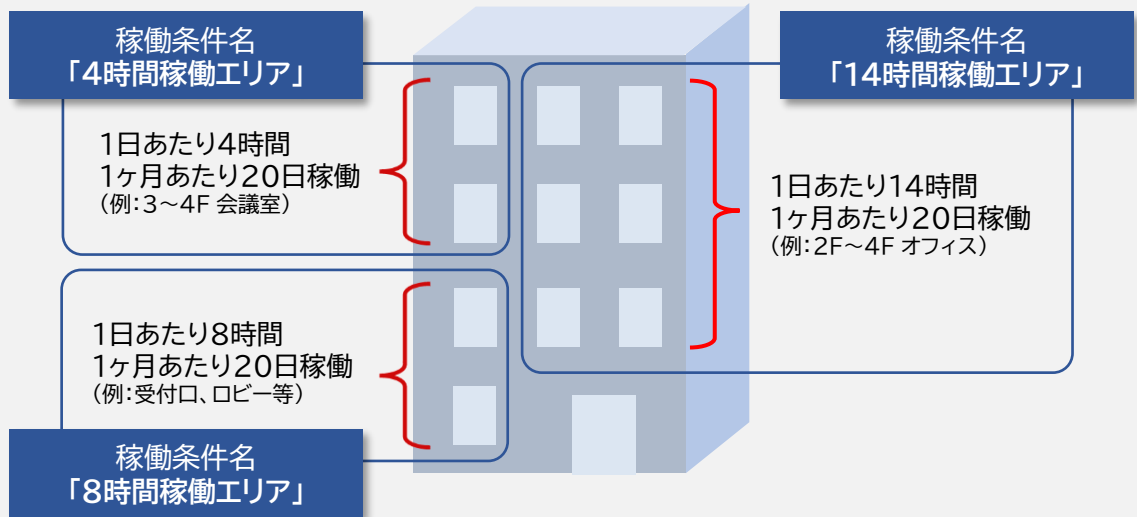 稼働条件名
「4時間稼働エリア」
1日あたり4時間
1ヶ月あたり20日稼働
(例:3～4F 会議室)
稼働条件名
「14時間稼働エリア」
1日あたり14時間
1ヶ月あたり20日稼働
(例:2F～4F オフィス)
1日あたり8時間
1ヶ月あたり20日稼働
(例:受付口、ロビー等)
稼働条件名
「8時間稼働エリア」